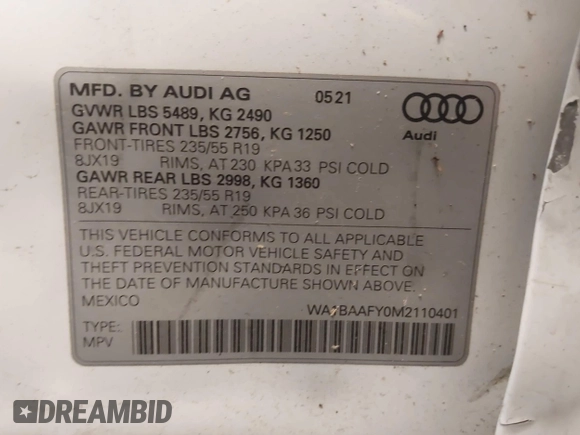 MFD. BY AUDI AG 0521
GVWR LBS 5489, KG 2490
GAWR FRONT LBS 2756, KG 1250
FRONT-TIRES 235/55 R19
8JX19 RIMS, AT 230 KPA 33 PSI COLD
GAWR REAR LBS 2998, KG 1360
REAR-TIRES 235/55 R19
8JX19 RIMS, AT 250 KPA 36 PSI COLD
Audi
THIS VEHICLE CONFORMS TO ALL APPLICABLE
U.S. FEDERAL MOTOR VEHICLE SAFETY AND
THEFT PREVENTION STANDARDS IN EFFECT ON
THE DATE OF MANUFACTURE SHOWN ABOVE.
MEXICO
TYPE:
MPV
DREAMBID